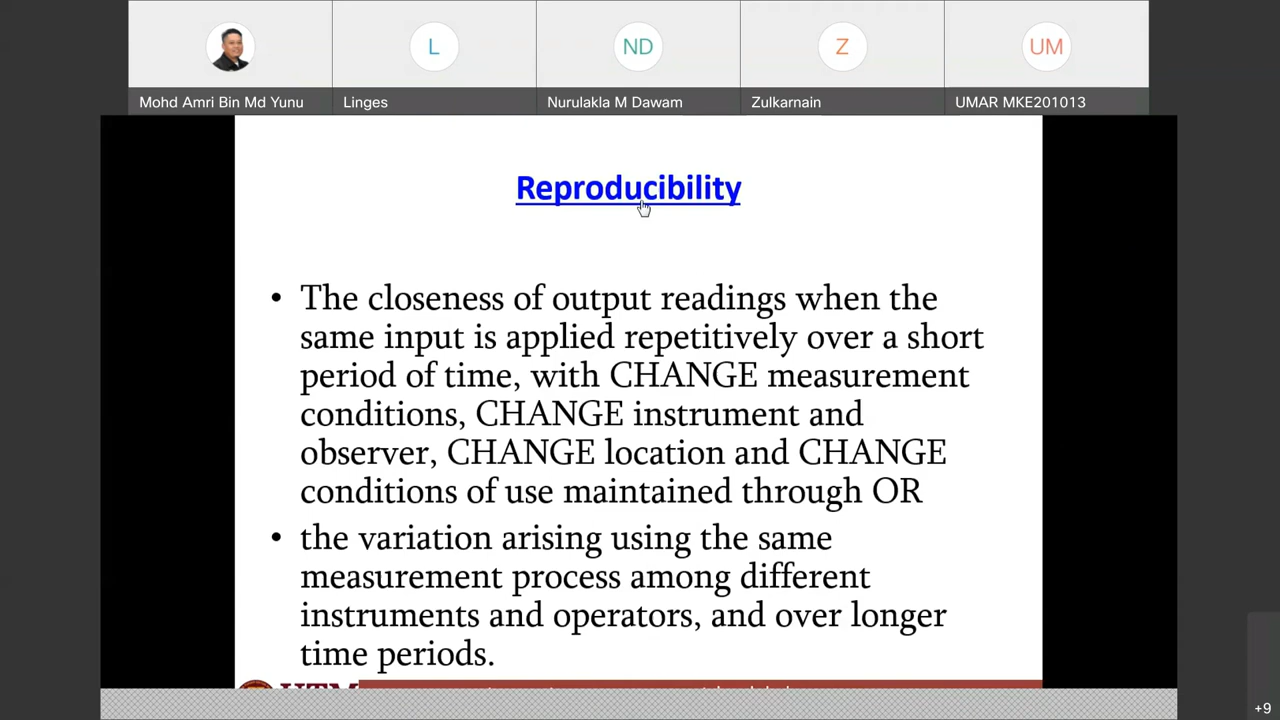 L
ND
Z
UM
Mohd Amri Bin Md Yunu
Linges
Nurulakla M Dawam
Zulkarnain
UMAR MKE201013
Reproducibility
• The closeness of output readings when the
same input is applied repetitively over a short
period of time, with CHANGE measurement
conditions, CHANGE instrument and
observer, CHANGE location and CHANGE
conditions of use maintained through OR
• the variation arising using the same
measurement process among different
instruments and operators, and over longer
time periods.
UTM
+9